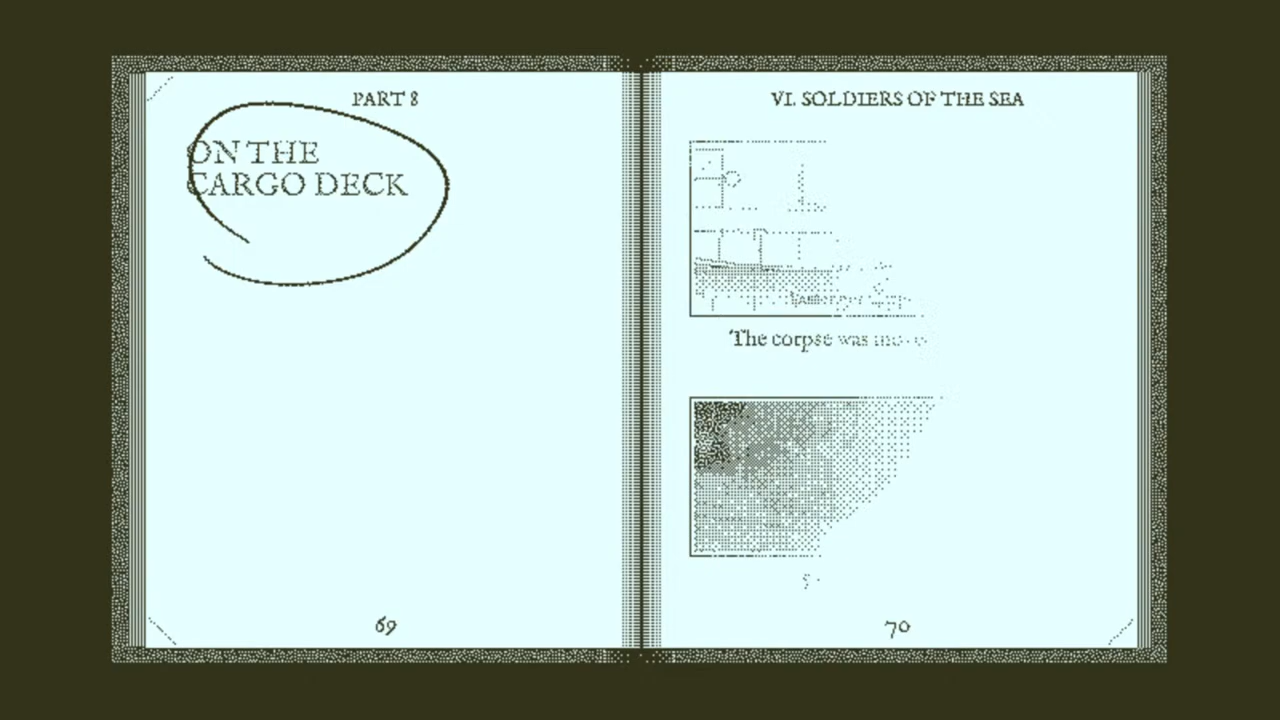 PART 8
ON THE
CARGO DECK
69
VI. SOLDIERS OF THE SEA
The corpse was
70